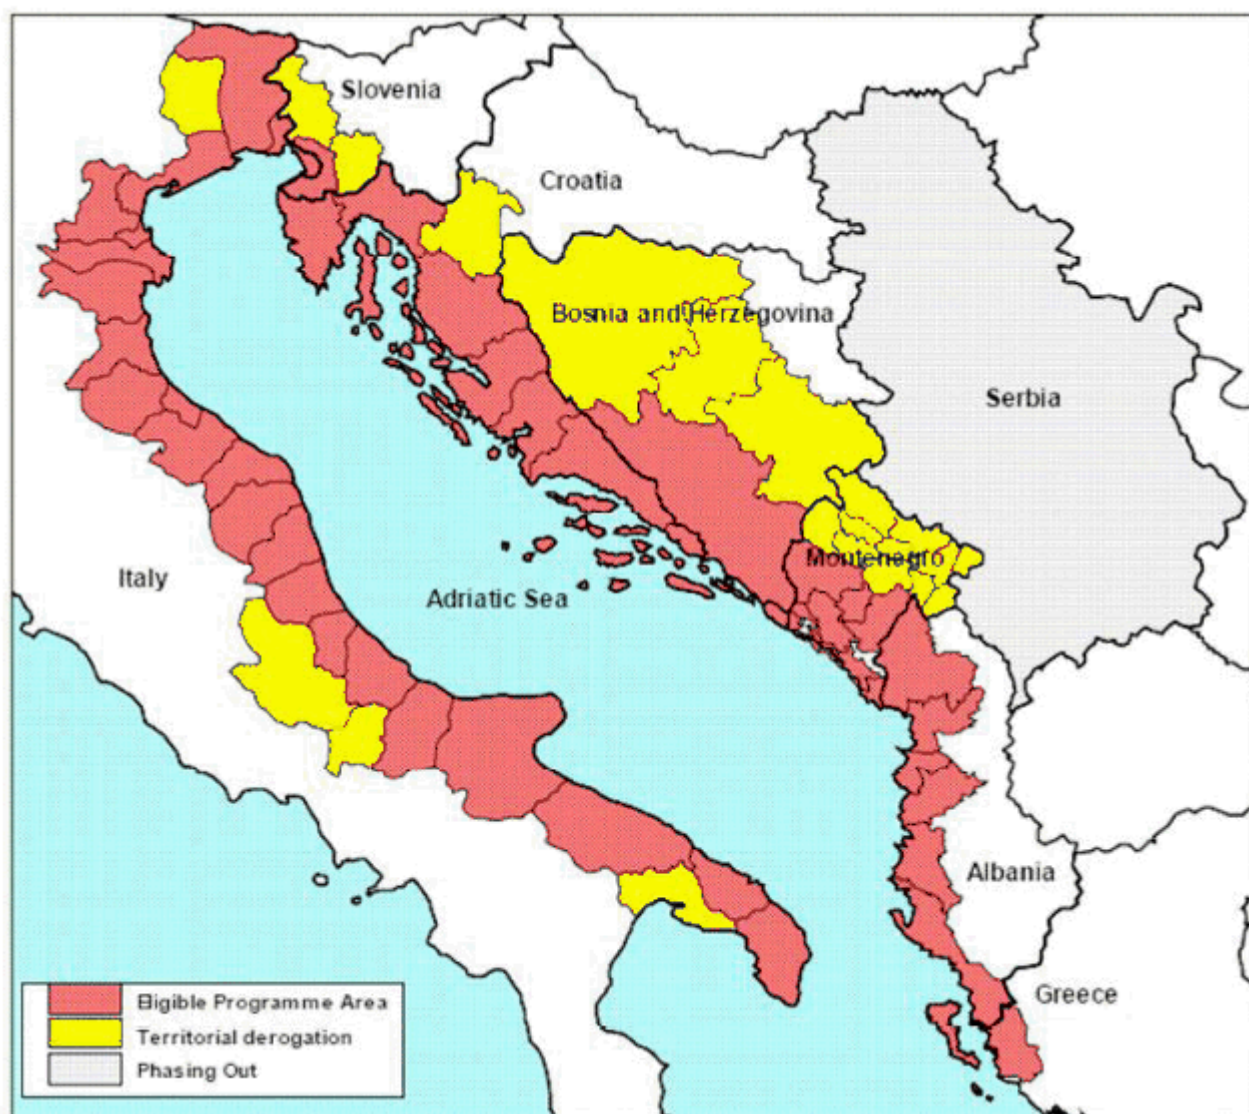 Slovenia
Croatia
Bosnia and Herzegovina
Serbia
Montenegro
Italy
Adriatic Sea
Albania
Greece
Eligible Programme Area
Territorial derogation
Phasing Out